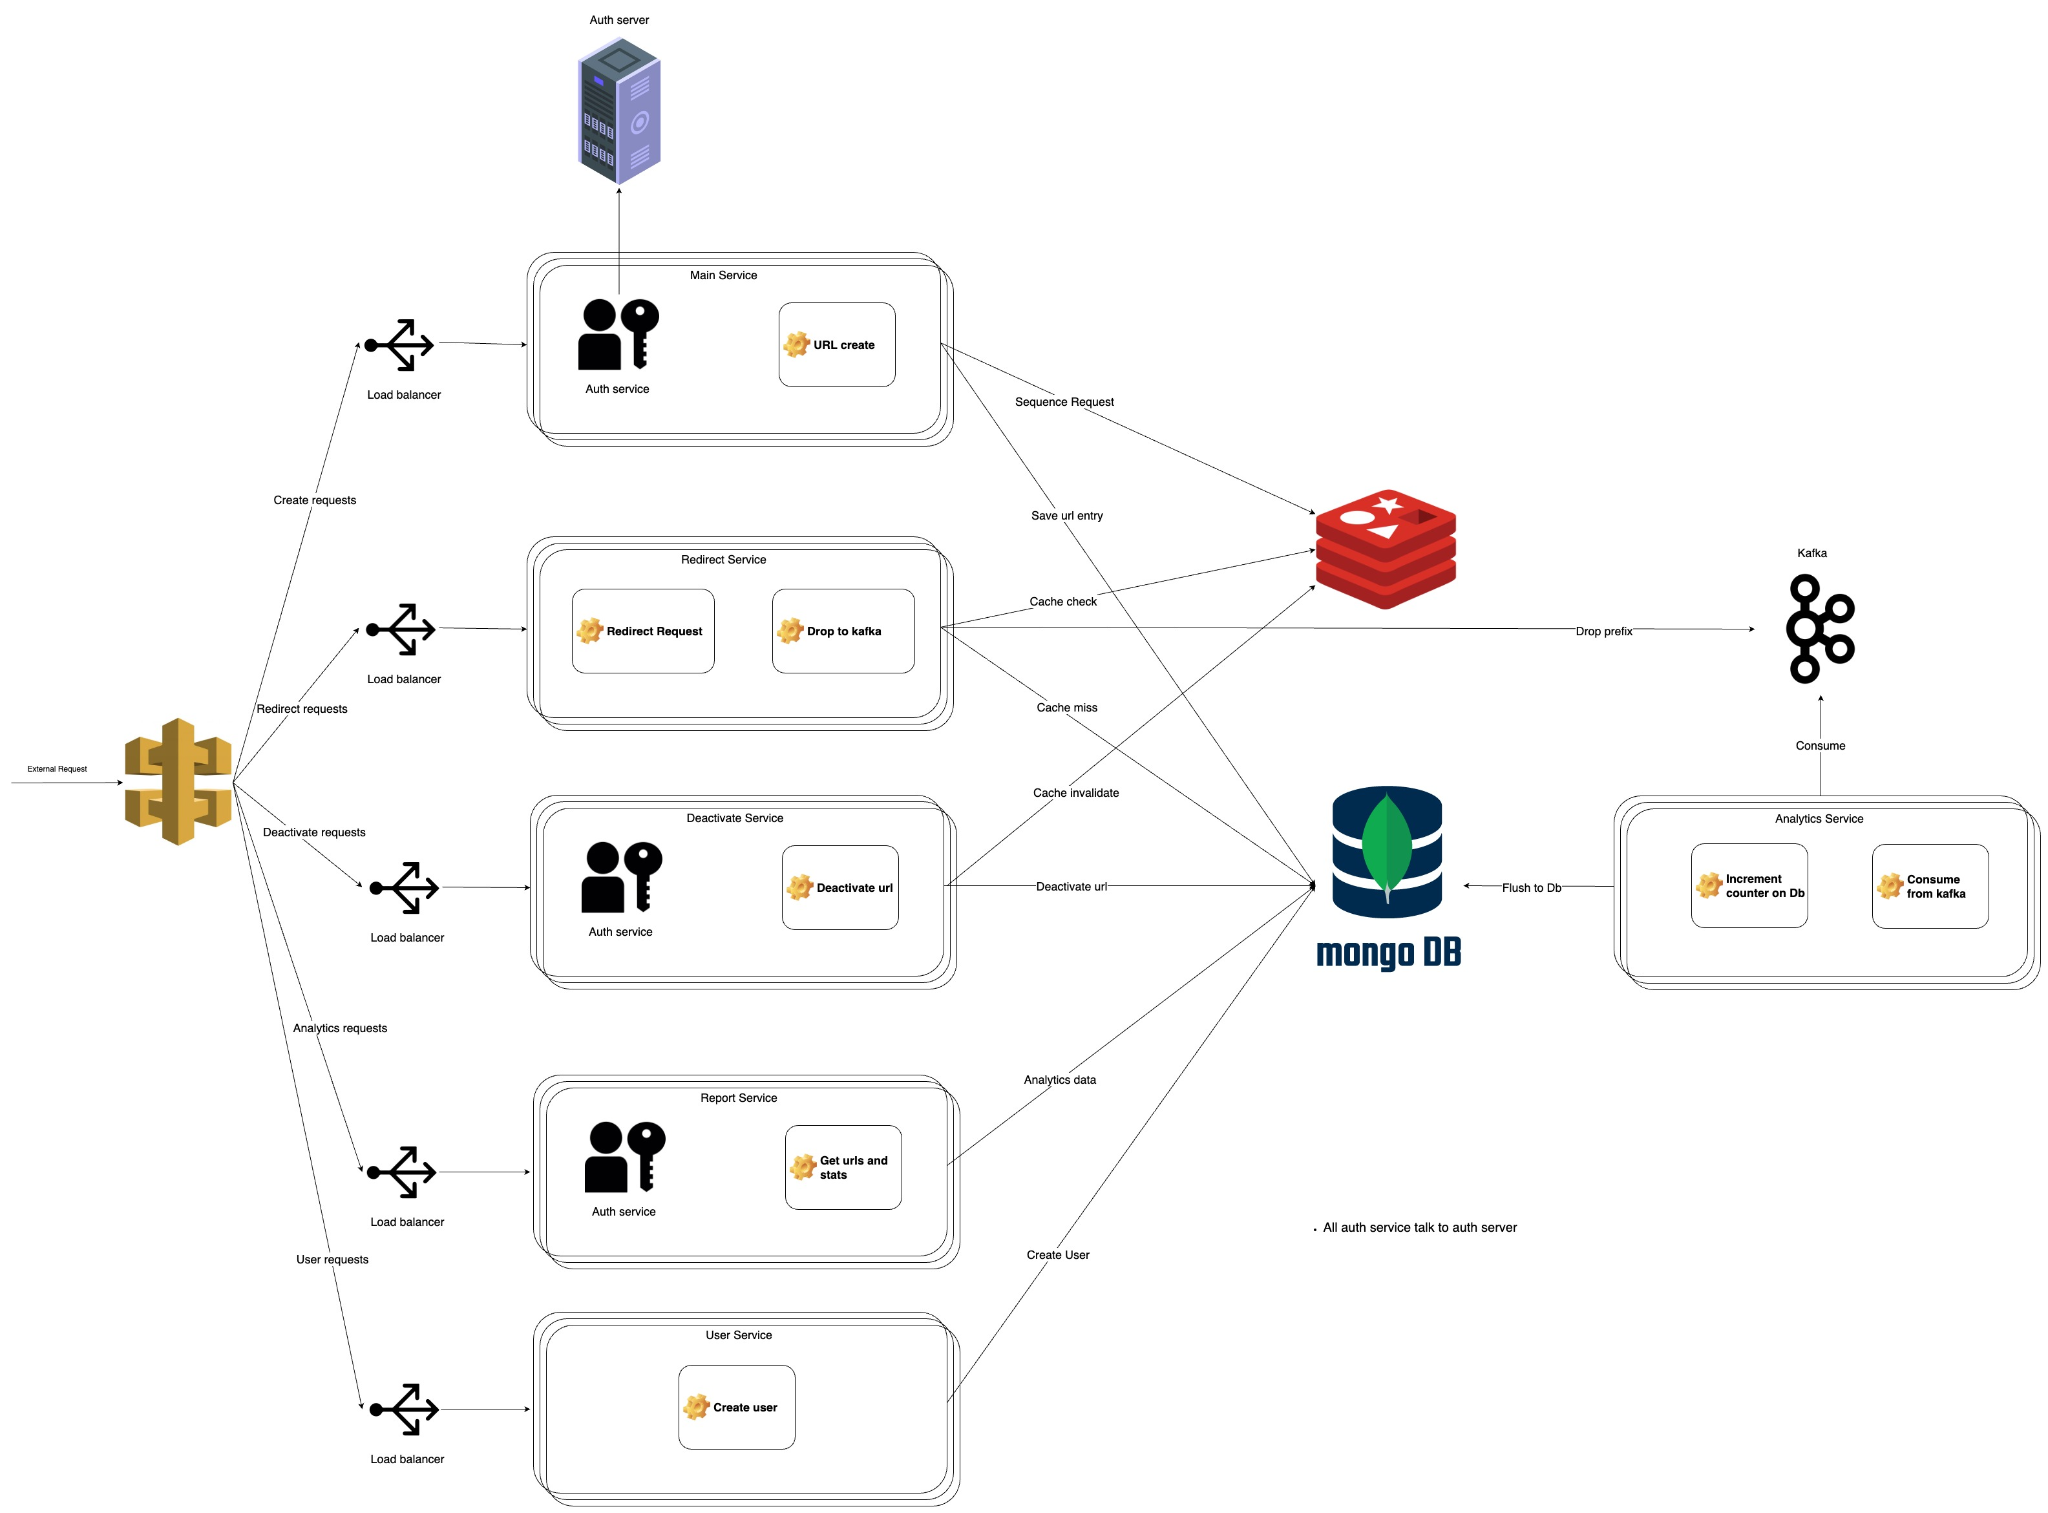 Auth server
Main Service
URL create
Auth service
Load balancer
Sequence Request
Create requests
Save url entry
Redirect Service
Redirect Request
Drop to kafka
Load balancer
Cache check
Drop prefix
Kafka
Redirect requests
Cache miss
Consume
External Request
Cache invalidate
Deactivate requests
Deactivate Service
Deactivate url
Auth service
Load balancer
Deactivate url
mongo DB
Flush to Db
Analytics Service
Increment
counter on Db
Consume
from kafka
Analytics requests
Report Service
Get urls and
stats
Auth service
Load balancer
Analytics data
. All auth service talk to auth server
User requests
Create User
User Service
Create user
Load balancer